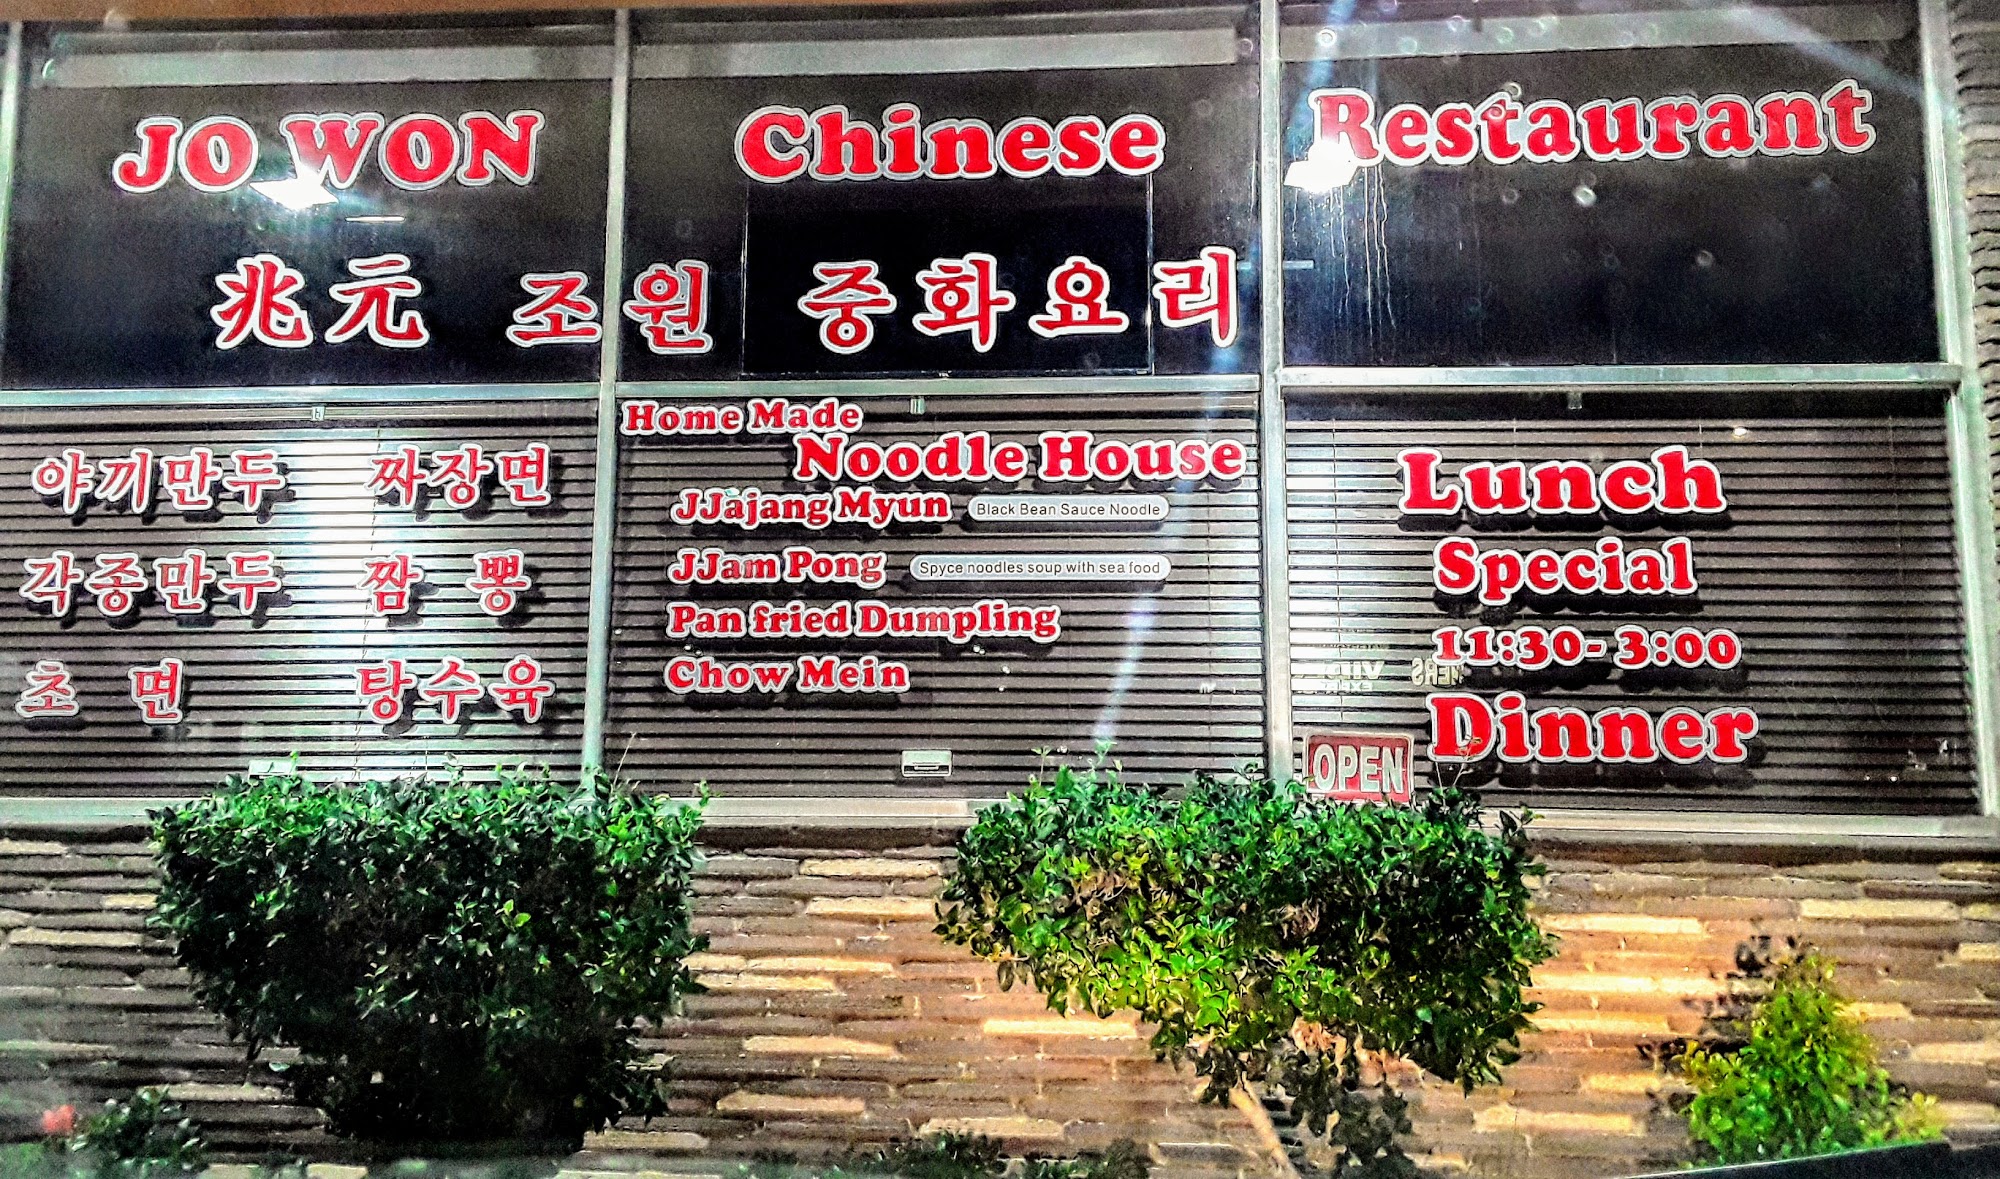 JO WON Chinese Restaurant
兆元 조원 중화요리
야끼만두 짜장면
각종만두 짬 뽕
초 면 탕수육
Home Made
Noodle House
JJajang Myun Black Bean Sauce Noodle
JJam Pong Spyce noodles soup with sea food
Pan fried Dumpling
Chow Mein
Lunch
Special
11:30- 3:00
Dinner
OPEN